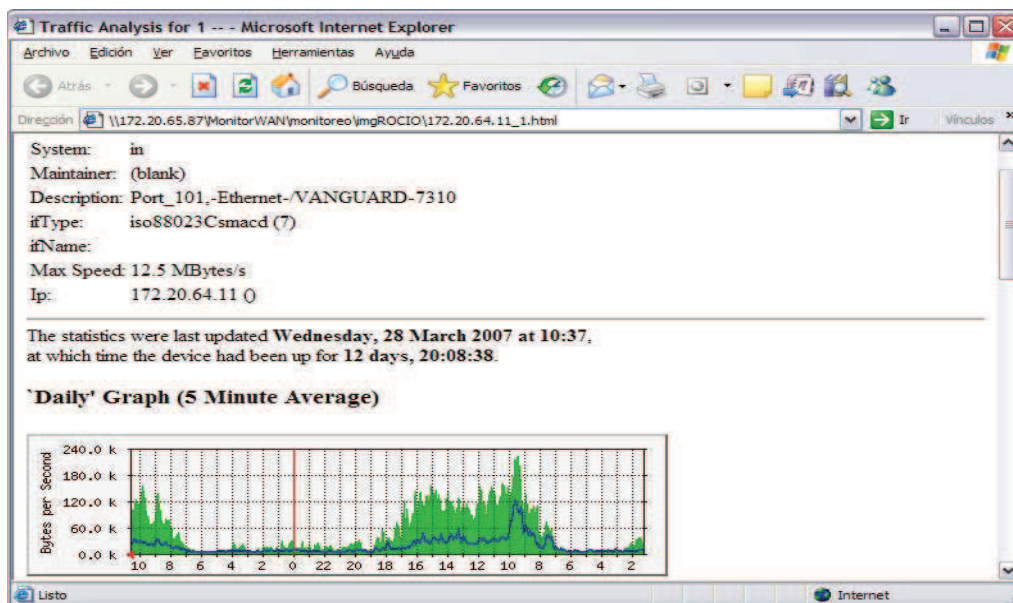 Traffic Analysis for 1 -- - Microsoft Internet Explorer
Archivo Edición Ver Favoritos Herramientas Ayuda
Atrás Búsqueda Favoritos
Dirección \\172.20.65.87\MonitorWAN\monitoreo\imgROCIO\172.20.64.11_1.html Ir Vínculos »
System: in
Maintainer: (blank)
Description: Port_101,-Ethernet-/VANGUARD-7310
ifType: iso88023Csmacd (7)
ifName:
Max Speed: 12.5 MBytes/s
Ip: 172.20.64.11 ()
The statistics were last updated Wednesday, 28 March 2007 at 10:37,
at which time the device had been up for 12 days, 20:08:38.
`Daily' Graph (5 Minute Average)
Bytes per Second
240.0 k
180.0 k
120.0 k
60.0 k
0.0 k
10 8 6 4 2 0 22 20 18 16 14 12 10 8 6 4 2
Listo Internet